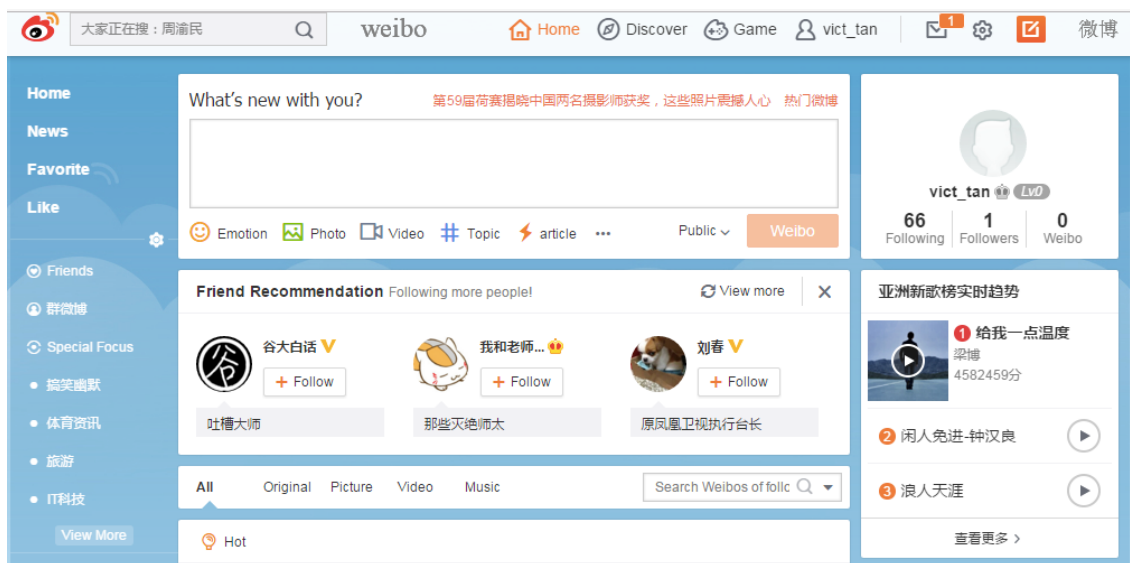 大家正在搜：周渝民
weibo
Home
Discover
Game
vict_tan
1
微博
Home
News
Favorite
Like
Friends
群微博
Special Focus
搞笑幽默
体育资讯
旅游
IT科技
View More
What's new with you?
第59届荷赛揭晓中国两名摄影师获奖，这些照片震撼人心 热门微博
Emotion
Photo
Video
Topic
article
Public
Weibo
Friend Recommendation Following more people!
View more
谷大白话
+ Follow
吐槽大师
我和老师...
+ Follow
那些灭绝师太
刘春
+ Follow
原凤凰卫视执行台长
All
Original
Picture
Video
Music
Search Weibos of follc
Hot
vict_tan Lv0
66 1 0
Following Followers Weibo
亚洲新歌榜实时趋势
1 给我一点温度
梁博
4582459分
2 闲人免进-钟汉良
3 浪人天涯
查看更多 >